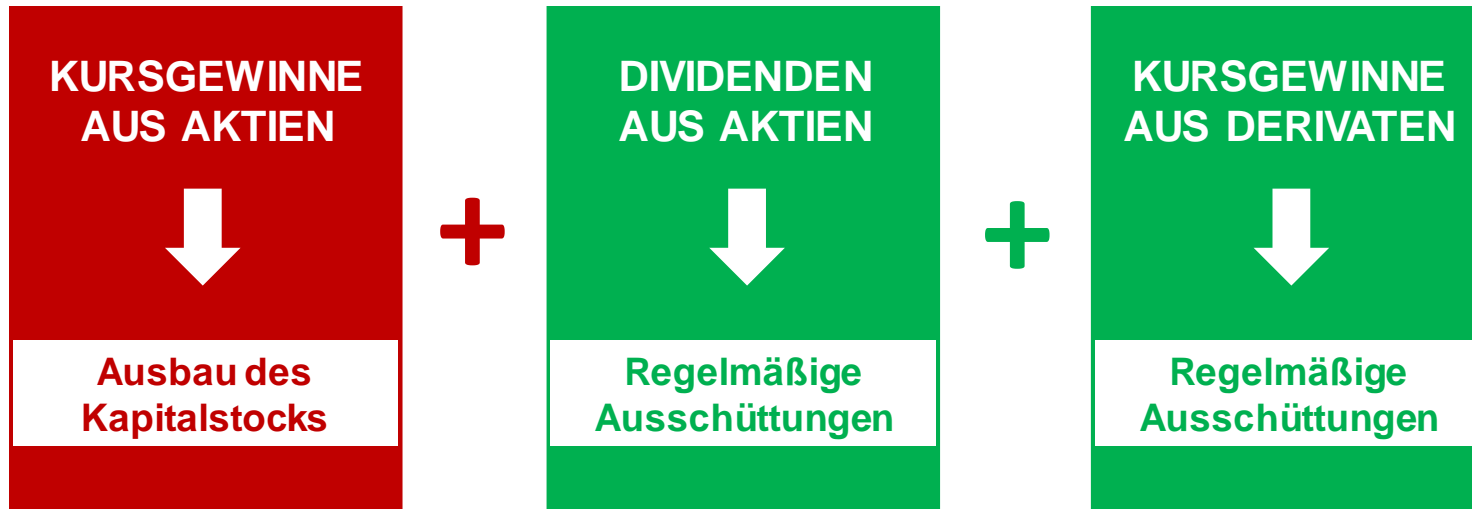 KURSGEWINNE
AUS AKTIEN
Ausbau des
Kapitalstocks
+
DIVIDENDEN
AUS AKTIEN
Regelmäßige
Ausschüttungen
+
KURSGEWINNE
AUS DERIVATEN
Regelmäßige
Ausschüttungen